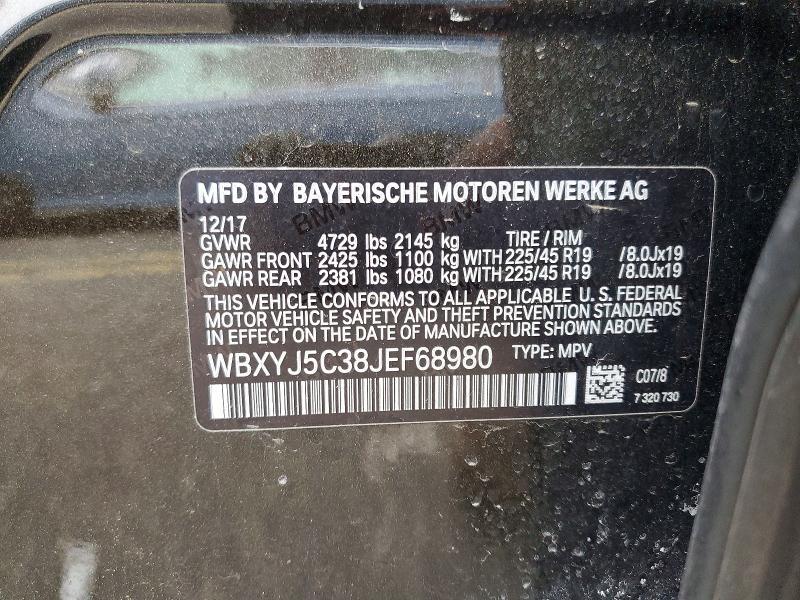 MFD BY BAYERISCHE MOTOREN WERKE AG
12/17
GVWR 4729 lbs 2145 kg TIRE / RIM
GAWR FRONT 2425 lbs 1100 kg WITH 225/45 R19 /8.0Jx19
GAWR REAR 2381 lbs 1080 kg WITH 225/45 R19 /8.0Jx19
THIS VEHICLE CONFORMS TO ALL APPLICABLE U. S. FEDERAL
MOTOR VEHICLE SAFETY AND THEFT PREVENTION STANDARDS
IN EFFECT ON THE DATE OF MANUFACTURE SHOWN ABOVE.
WBXYJ5C38JEF68980 TYPE: MPV
C07/8
7 320 730